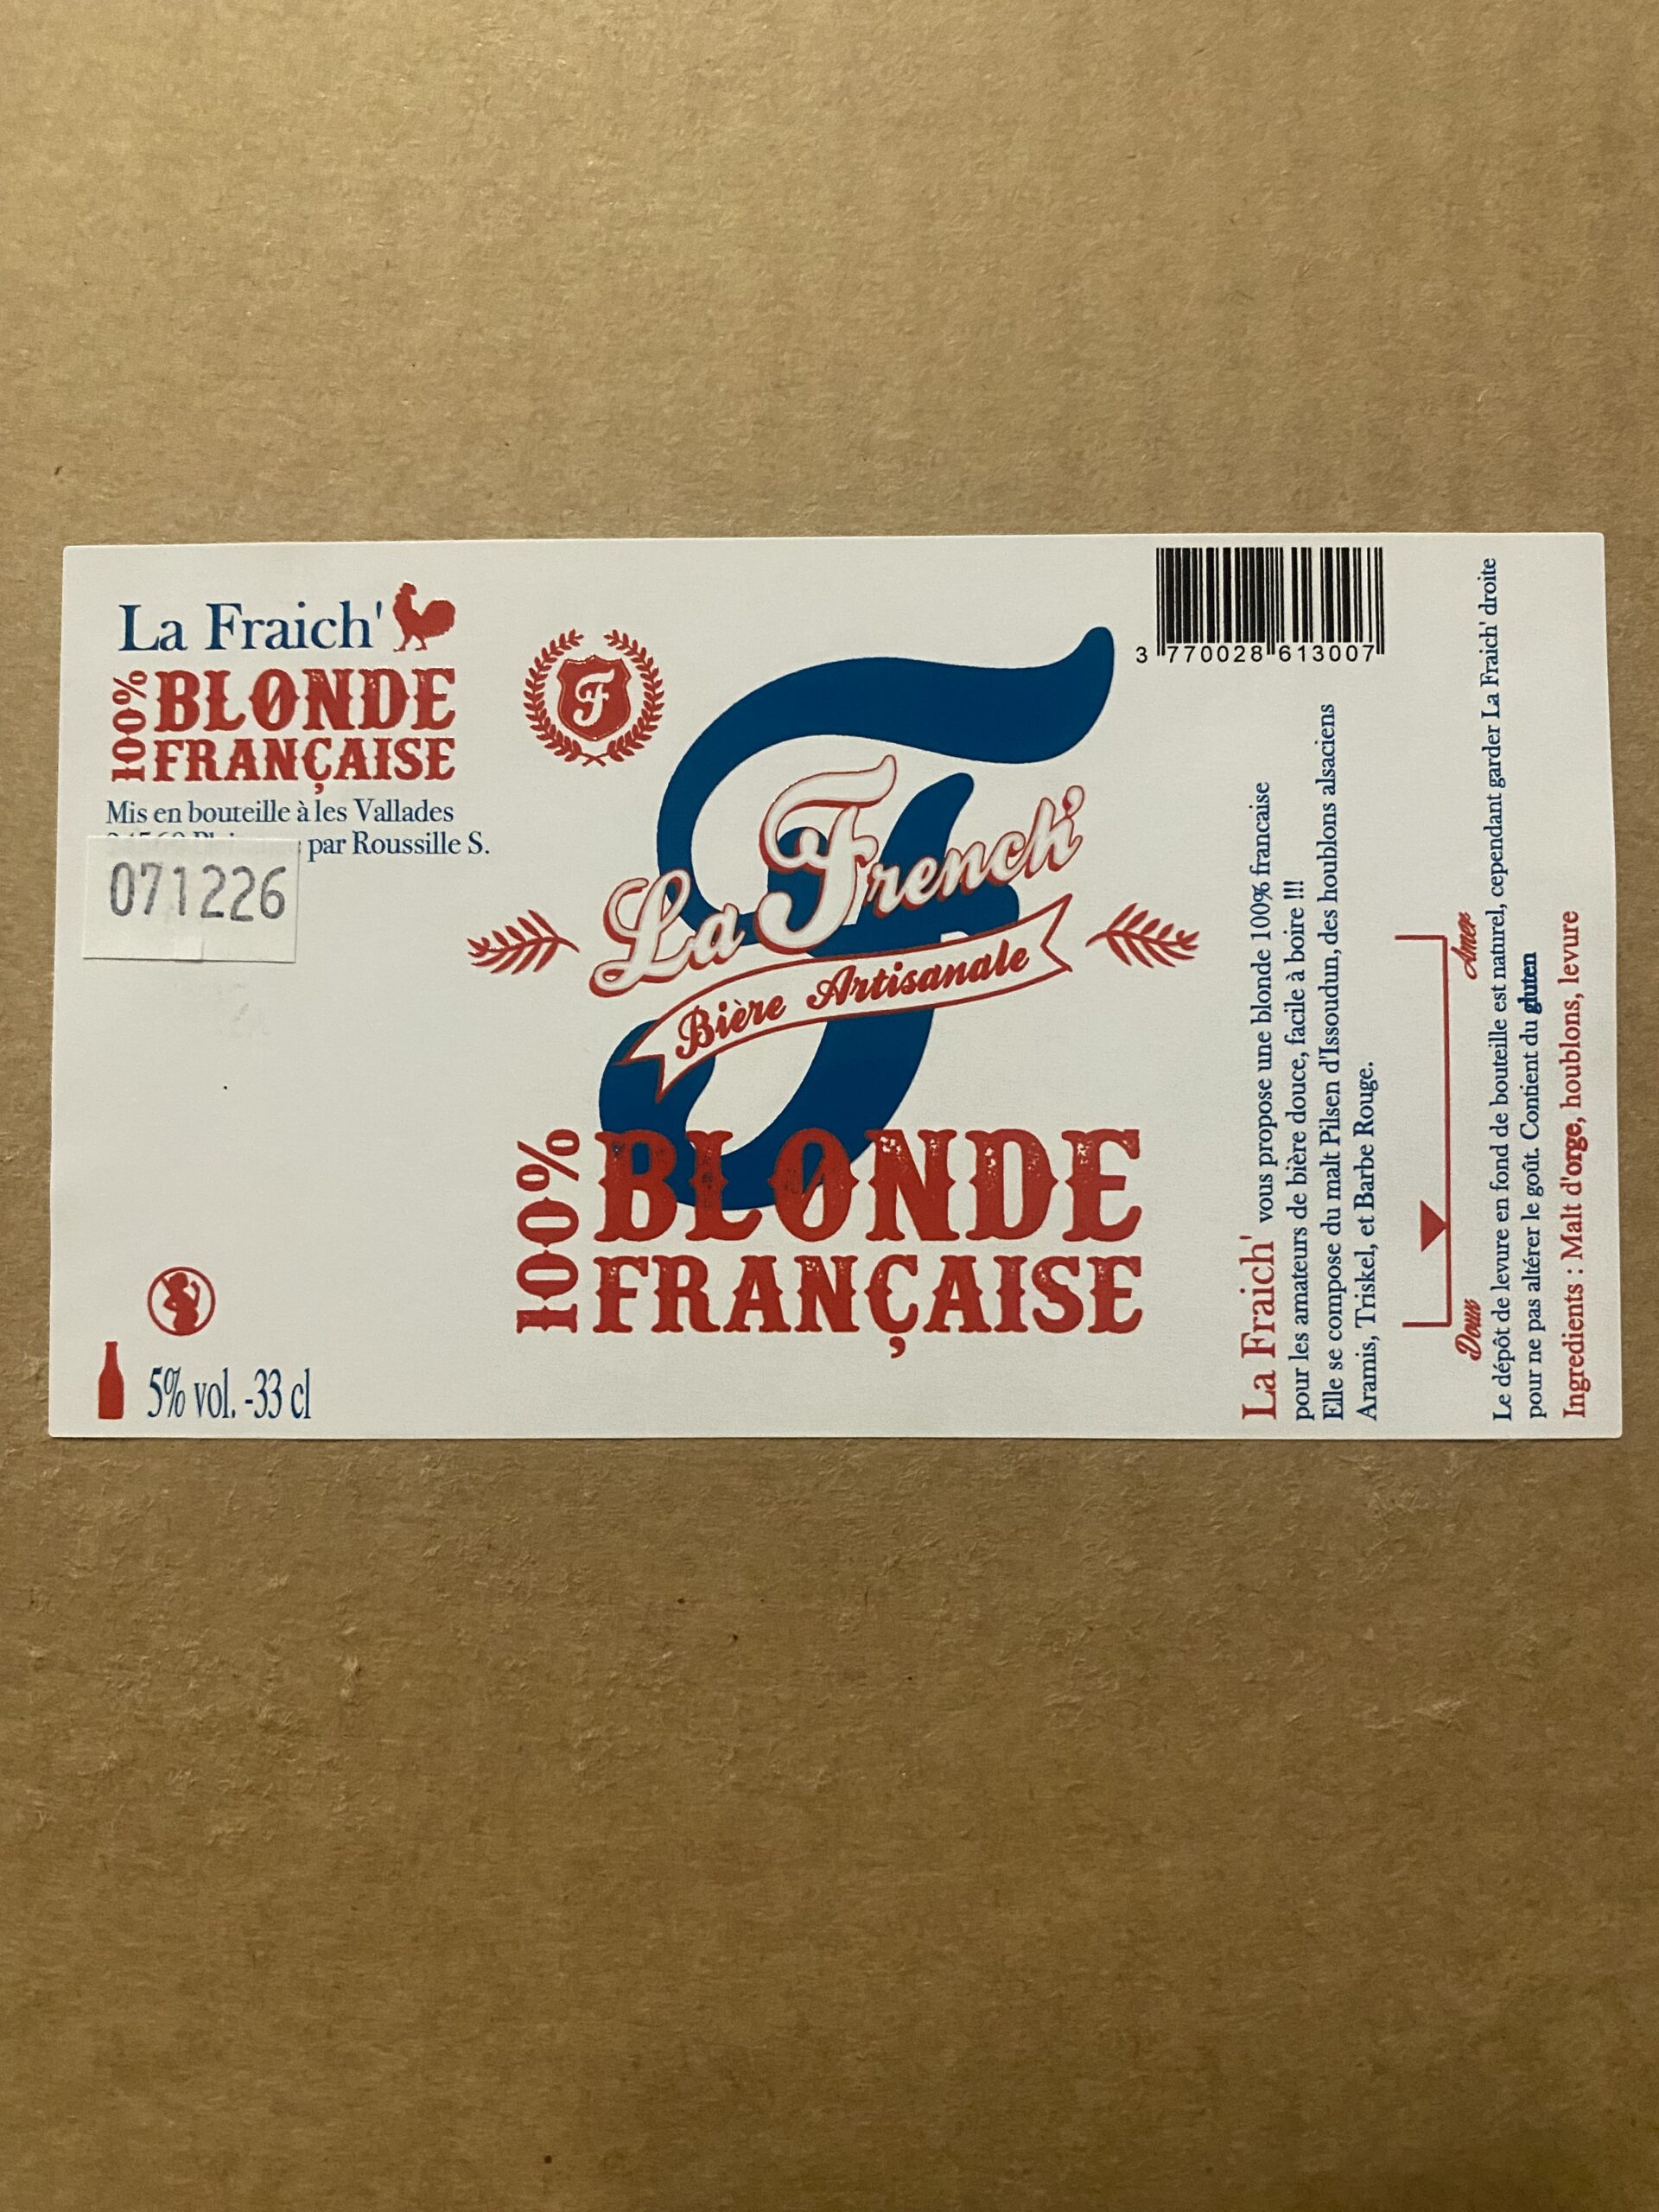 La Fraich'
100%
BLONDE
FRANÇAISE
Mis en bouteille à les Vallades
par Roussille S.
071226
5% vol. -33 cl
F
La French'
Bière Artisanale
100%
BLONDE
FRANÇAISE
3 770028 613007
La Fraich' vous propose une blonde 100% francaise
pour les amateurs de bière douce, facile à boire !!!
Elle se compose du malt Pilsen d'Issoudun, des houblons alsaciens
Aramis, Triskel, et Barbe Rouge.
Doux
Amer
Le dépôt de levure en fond de bouteille est naturel, cependant garder La Fraich' droite
pour ne pas altérer le goût. Contient du gluten
Ingredients : Malt d'orge, houblons, levure